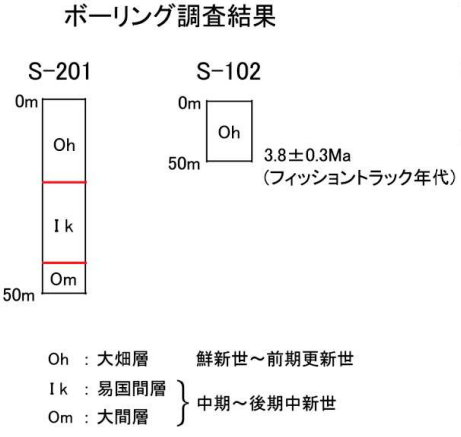 ボーリング調査結果
S-201
S-102
0m
Oh
Ik
Om
50m
0m
Oh
50m
3.8±0.3Ma
(フィッショントラック年代)
Oh : 大畑層 鮮新世～前期更新世
Ik : 易国間層
Om : 大間層
中期～後期中新世